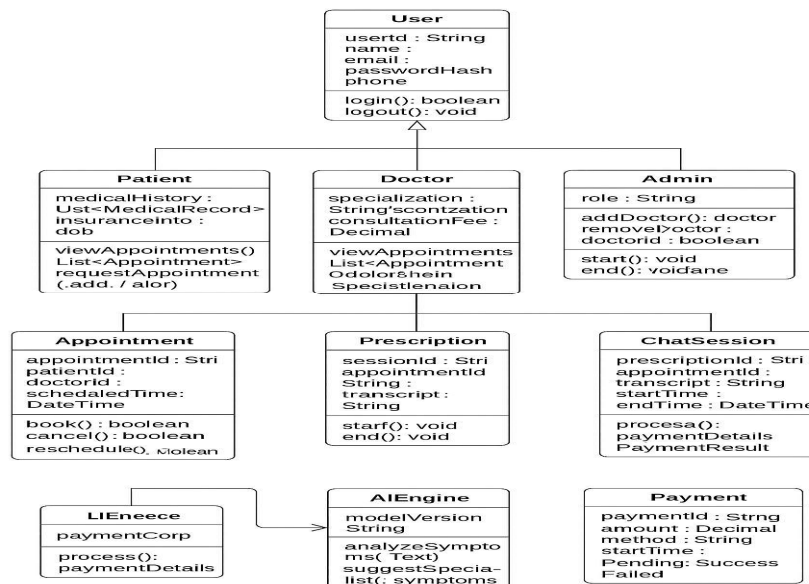 User
usertd : String
name :
email :
passwordHash
phone
login(): boolean
logout(): void
Patient
medicalHistory :
Ust<MedicalRecord>
insuranceinto :
dob
viewAppointments()
List<Appointment>
requestAppointment
(.add. / alor)
Doctor
specialization :
String'scontzation
consultationFee :
Decimal
viewAppointments
List<Appointment
Odolor&hein
Specistlenaion
Admin
role : String
addDoctor(): doctor
removel>octor :
doctorid : boolean
start(): void
end(): voidane
Appointment
appointmentId : Stri
patientId :
doctorId :
schedaledTime:
DateTime
book() : boolean
cancel(): boolean
reschedule(), Molean
Prescription
sessionId : Stri
appointmentId
String :
transcript :
String
starf(): void
end(): void
ChatSession
prescriptionId : Stri
appointmentId :
transcript : String
startTime :
endTime : DateTime
procesa():
paymentDetails
PaymentResult
LIEneece
paymentCorp
process():
paymentDetails
AIEngine
modelVersion
String
analyzeSympto
ms( Text)
suggestSpecia-
list(: symptoms
Payment
paymentId : Strng
amount : Decimal
method : String
startTime :
Pending: Success
Failed